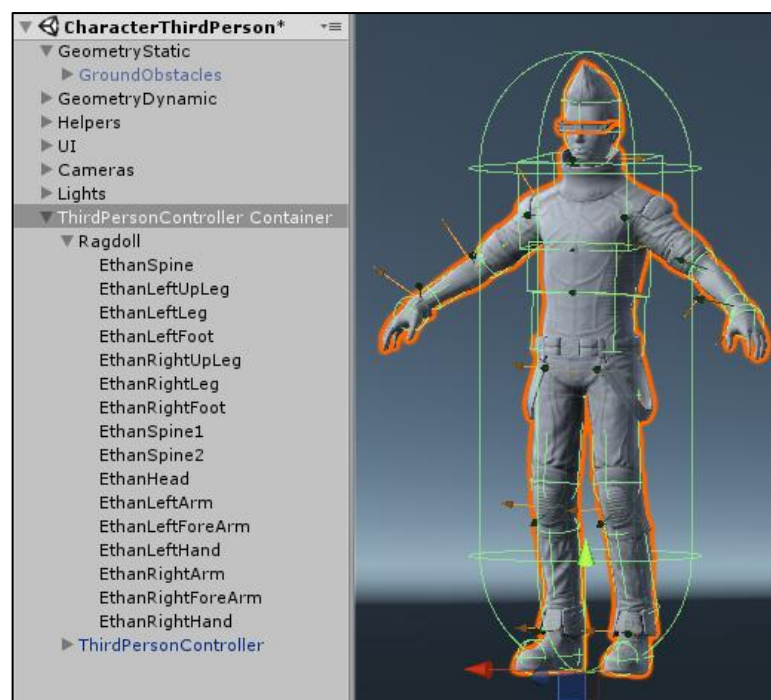 CharacterThirdPerson*
GeometryStatic
GroundObstacles
GeometryDynamic
Helpers
UI
Cameras
Lights
ThirdPersonController Container
Ragdoll
EthanSpine
EthanLeftUpLeg
EthanLeftLeg
EthanLeftFoot
EthanRightUpLeg
EthanRightLeg
EthanRightFoot
EthanSpine1
EthanSpine2
EthanHead
EthanLeftArm
EthanLeftForeArm
EthanLeftHand
EthanRightArm
EthanRightForeArm
EthanRightHand
ThirdPersonController